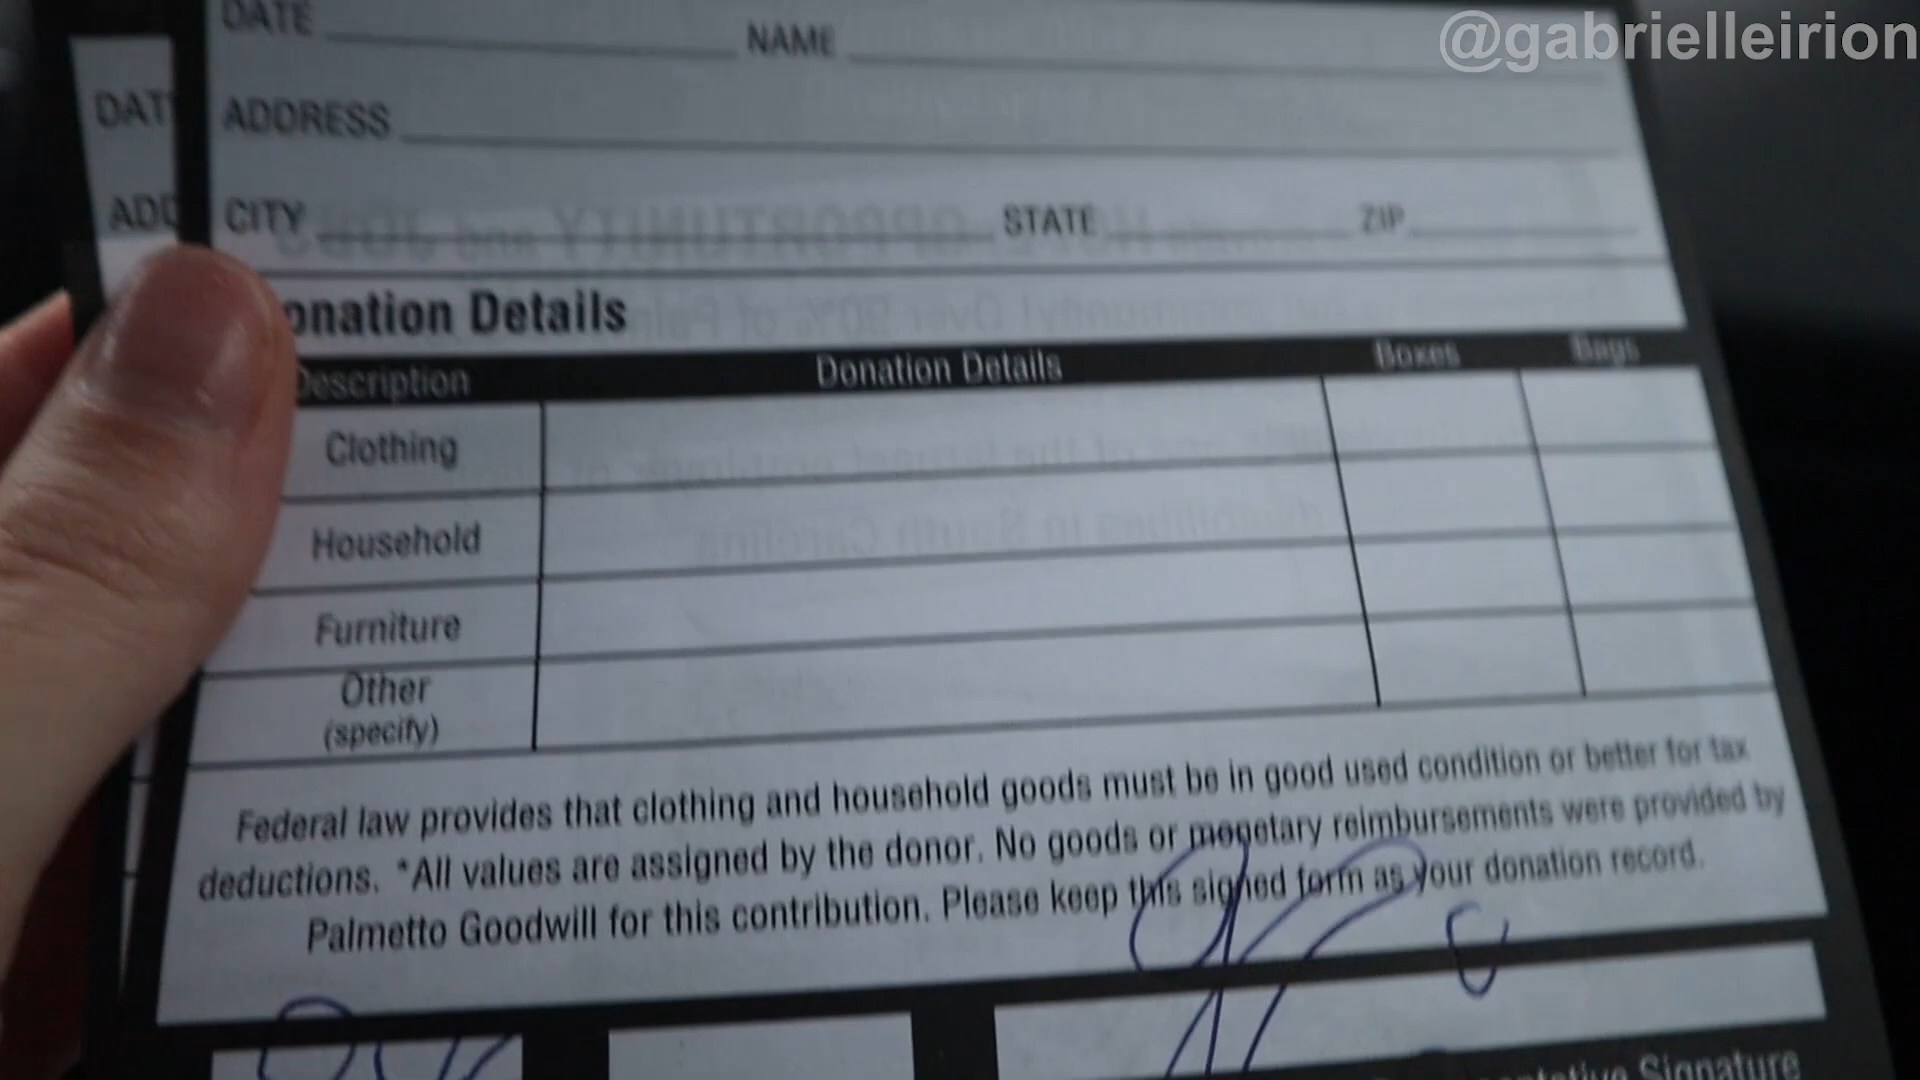 @gabrielleirion
DATE NAME
DAT ADDRESS
ADD CITY STATE ZIP
onation Details
Description Donation Details Boxes Bags
Clothing
Household
Furniture
Other
(specify)
Federal law provides that clothing and household goods must be in good used condition or better for tax
deductions. *All values are assigned by the donor. No goods or monetary reimbursements were provided by
Palmetto Goodwill for this contribution. Please keep this signed form as your donation record.
Signature